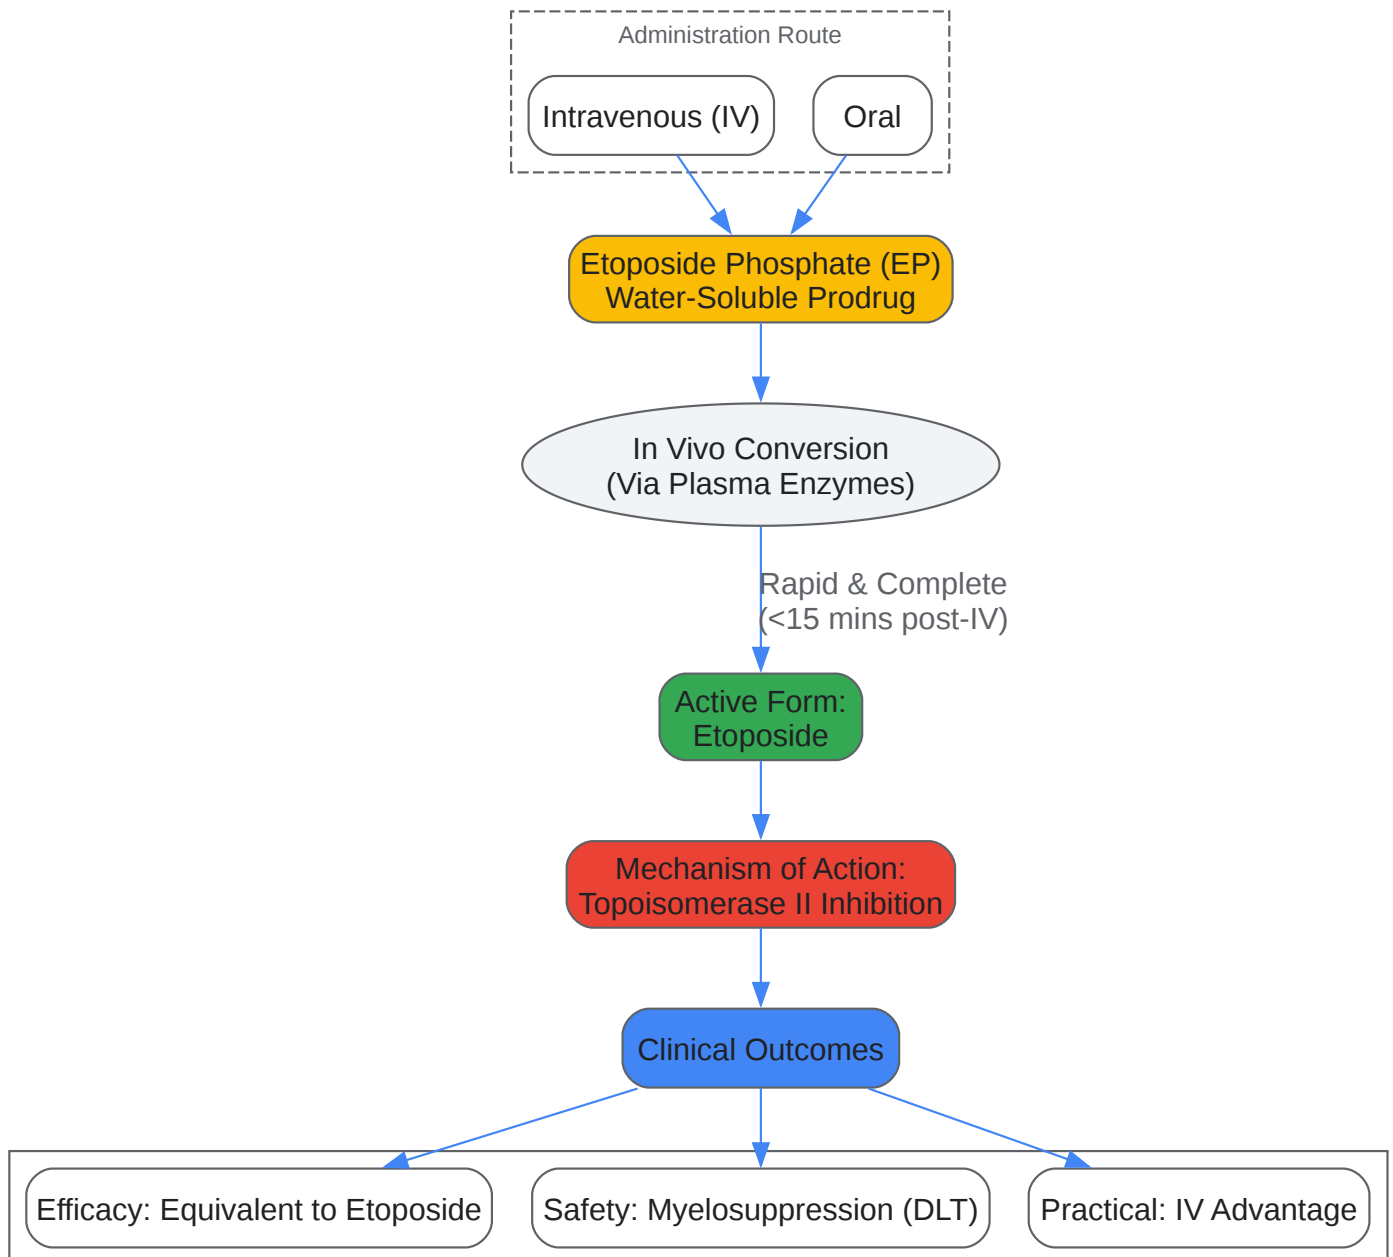 Administration Route
Intravenous (IV)
Oral
Etoposide Phosphate (EP)
Water-Soluble Prodrug
In Vivo Conversion
(Via Plasma Enzymes)
Rapid & Complete
(<15 mins post-IV)
Active Form:
Etoposide
Mechanism of Action:
Topoisomerase II Inhibition
Clinical Outcomes
Efficacy: Equivalent to Etoposide
Safety: Myelosuppression (DLT)
Practical: IV Advantage